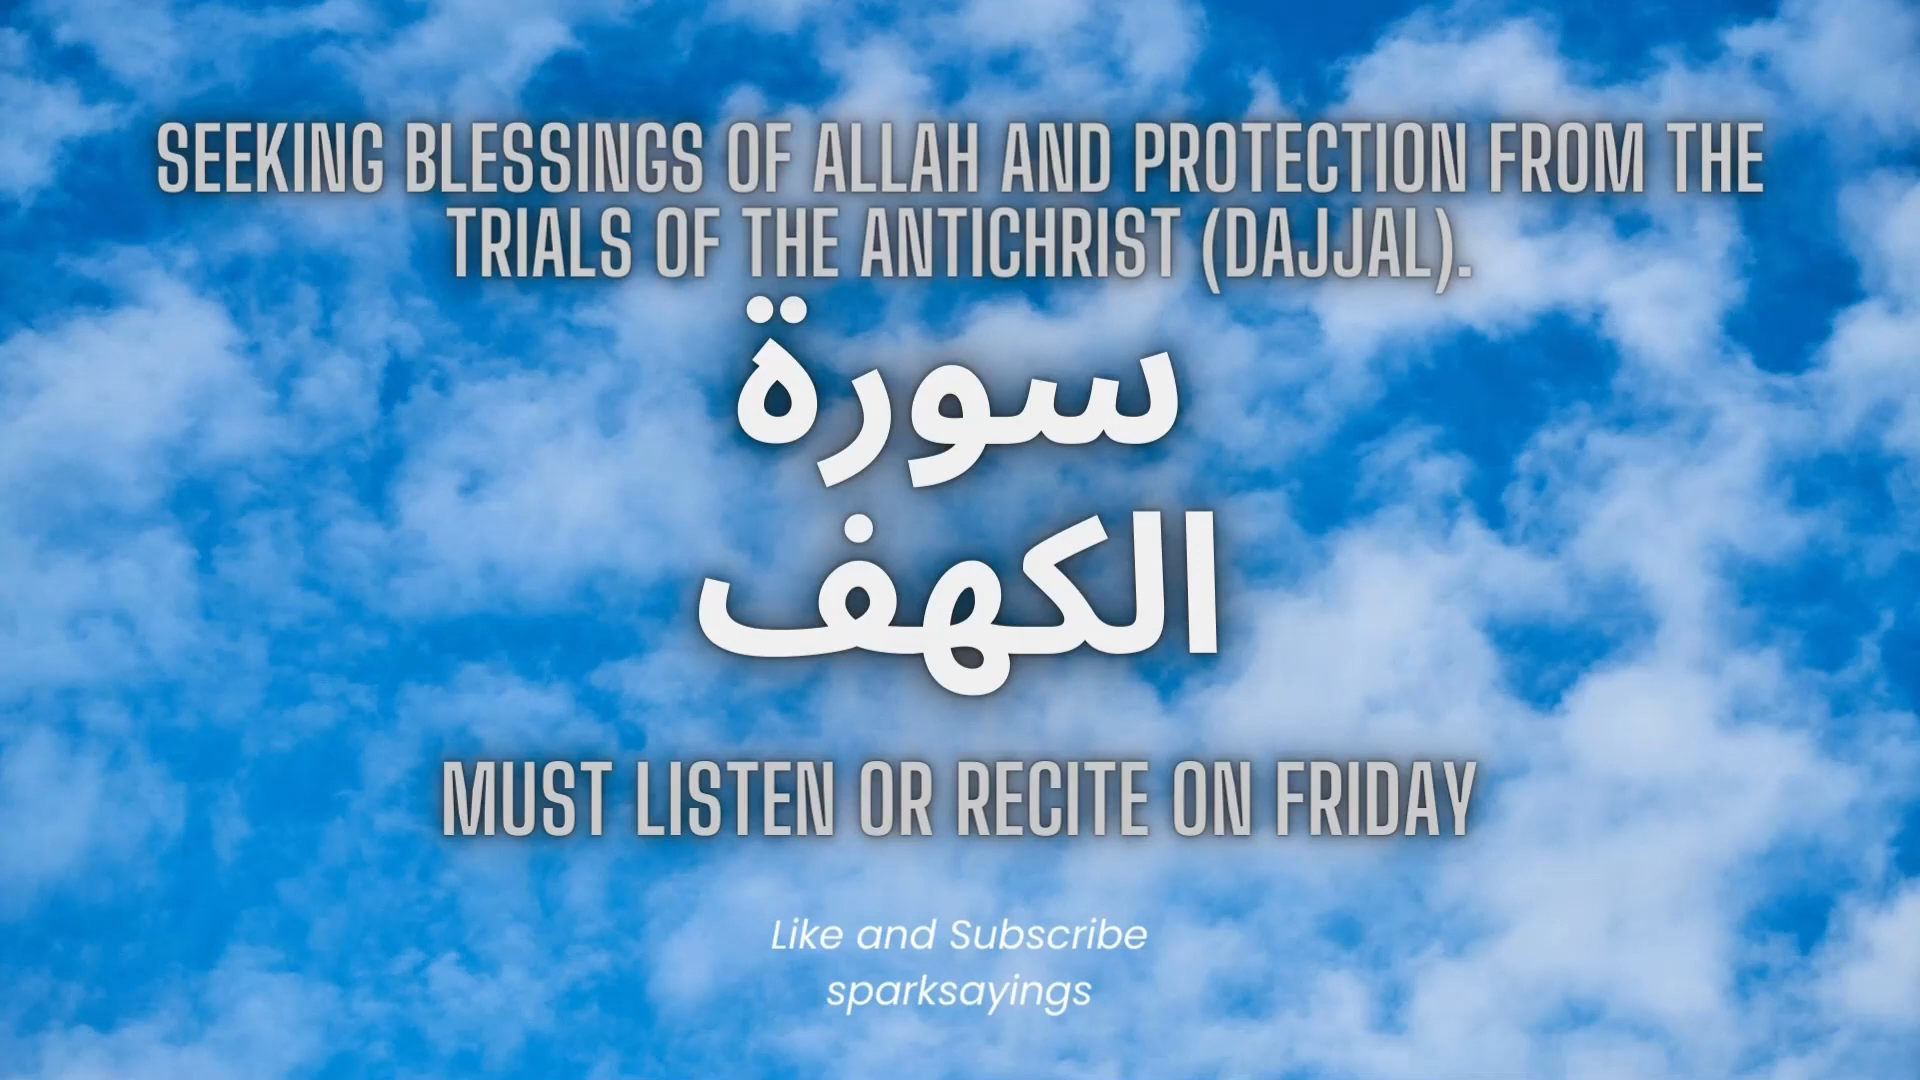 SEEKING BLESSINGS OF ALLAH AND PROTECTION FROM THE
TRIALS OF THE ANTICHRIST (DAJJAL).
سورة
الكهف
MUST LISTEN OR RECITE ON FRIDAY
Like and Subscribe
sparksayings